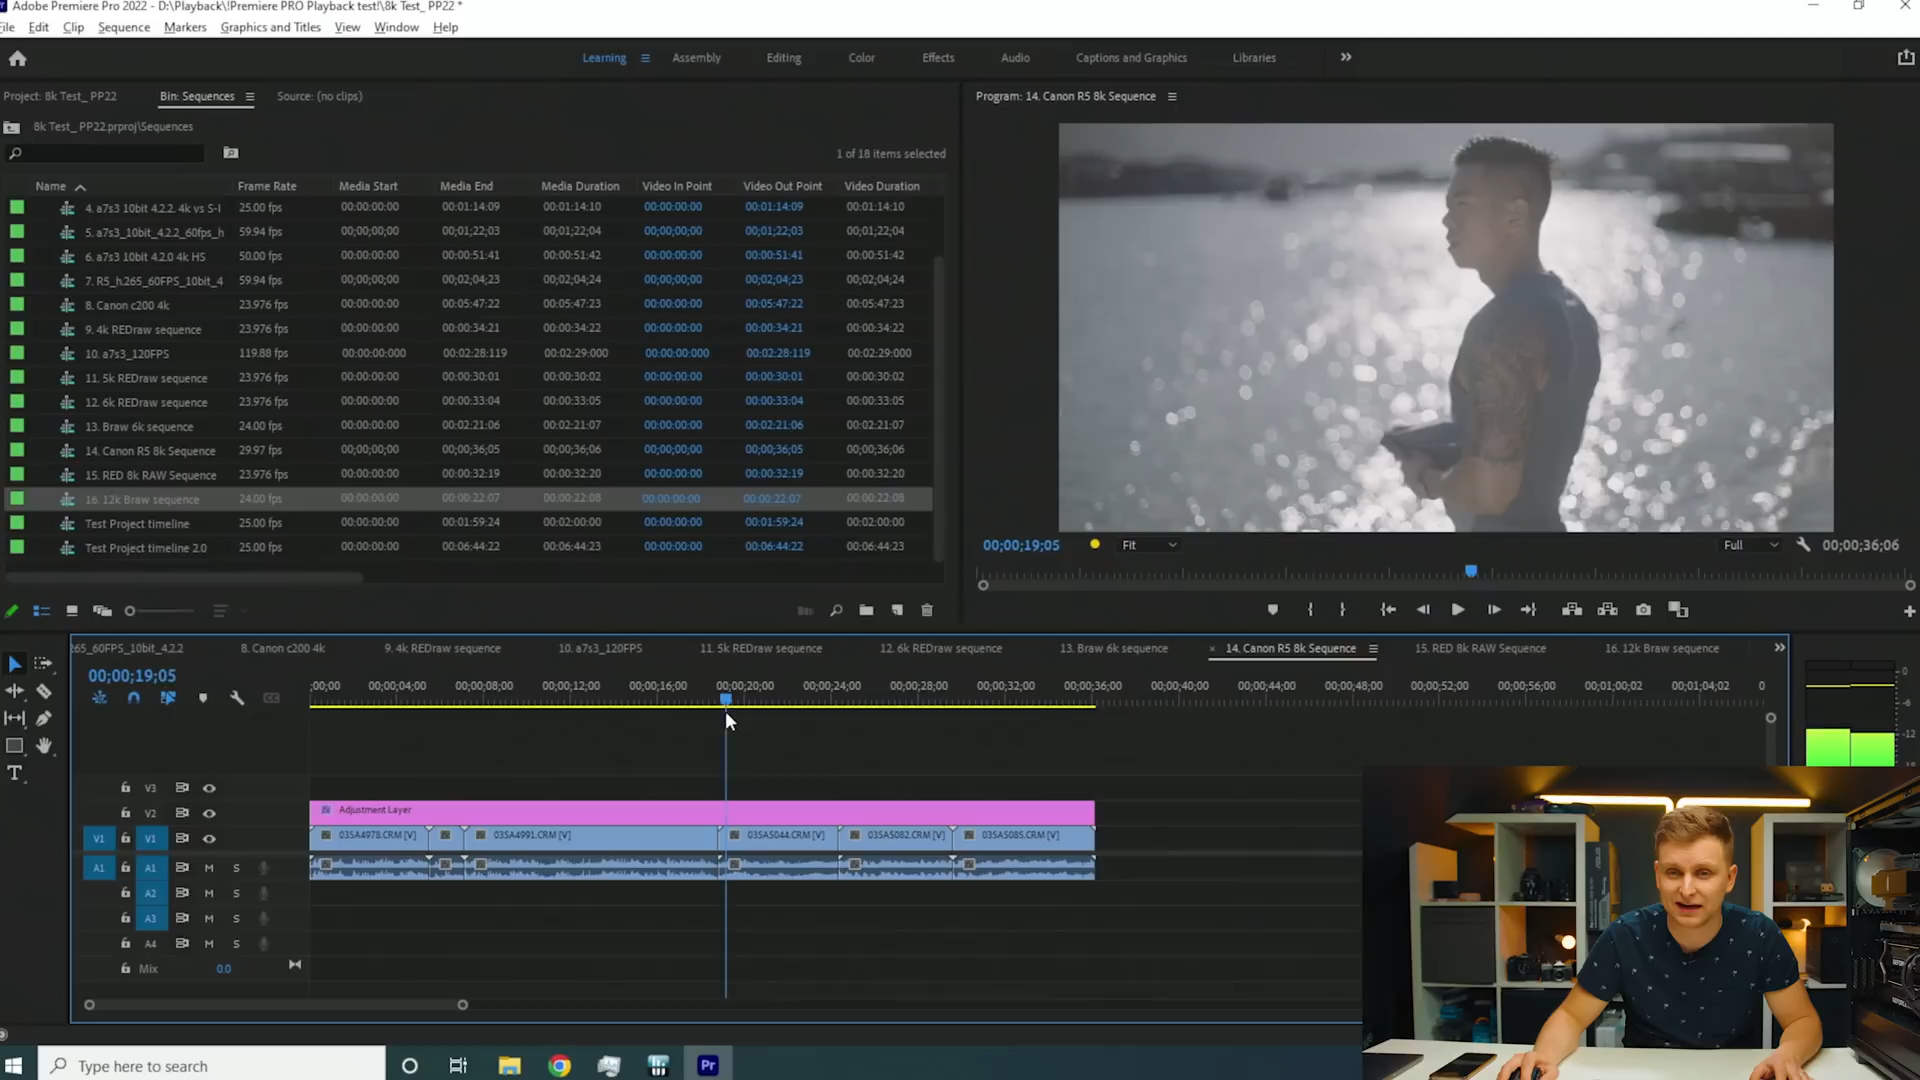 Adobe Premiere Pro 2022 - D:\Playback\!Premiere PRO Playback test!\8k Test_ PP22 *
File Edit Clip Sequence Markers Graphics and Titles View Window Help
Learning Assembly Editing Color Effects Audio Captions and Graphics Libraries
Project: 8k Test_ PP22 Bin: Sequences Source: (no clips)
Program: 14. Canon R5 8k Sequence
8k Test_ PP22.prproj\Sequences
1 of 18 items selected
Name Frame Rate Media Start Media End Media Duration Video In Point Video Out Point Video Duration
4. a7s3 10bit 4.2.2. 4k vs S-I 25.00 fps 00:00:00:00 00:01:14:09 00:01:14:10 00:00:00:00 00:01:14:09 00:01:14:10
5. a7s3_10bit_4.2.2_60fps_h 59.94 fps 00;00;00;00 00;01;22;03 00;01;22;04 00;00;00;00 00;01;22;03 00;01;22;04
6. a7s3 10bit 4.2.0 4k HS 50.00 fps 00:00:00:00 00:00:51:41 00:00:51:42 00:00:00:00 00:00:51:41 00:00:51:42
7. R5_h.265_60FPS_10bit_4 59.94 fps 00;00;00;00 00;02;04;23 00;02;04;24 00;00;00;00 00;02;04;23 00;02;04;24
8. Canon c200 4k 23.976 fps 00:00:00:00 00:05:47:22 00:05:47:23 00:00:00:00 00:05:47:22 00:05:47:23
9. 4k REDraw sequence 23.976 fps 00:00:00:00 00:00:34:21 00:00:34:22 00:00:00:00 00:00:34:21 00:00:34:22
10. a7s3_120FPS 119.88 fps 00:00:00:000 00:02:28:119 00:02:29:000 00:00:00:000 00:02:28:119 00:02:29:000
11. 5k REDraw sequence 23.976 fps 00:00:00:00 00:00:30:01 00:00:30:02 00:00:00:00 00:00:30:01 00:00:30:02
12. 6k REDraw sequence 23.976 fps 00:00:00:00 00:00:33:04 00:00:33:05 00:00:00:00 00:00:33:04 00:00:33:05
13. Braw 6k sequence 24.00 fps 00:00:00:00 00:02:21:06 00:02:21:07 00:00:00:00 00:02:21:06 00:02:21:07
14. Canon R5 8k Sequence 29.97 fps 00;00;00;00 00;00;36;05 00;00;36;06 00;00;00;00 00;00;36;05 00;00;36;06
15. RED 8k RAW Sequence 23.976 fps 00:00:00:00 00:00:32:19 00:00:32:20 00:00:00:00 00:00:32:19 00:00:32:20
16. 12k Braw sequence 24.00 fps 00:00:00:00 00:00:22:07 00:00:22:08 00:00:00:00 00:00:22:07 00:00:22:08
Test Project timeline 25.00 fps 00:00:00:00 00:01:59:24 00:02:00:00 00:00:00:00 00:01:59:24 00:02:00:00
Test Project timeline 2.0 25.00 fps 00:00:00:00 00:06:44:22 00:06:44:23 00:00:00:00 00:06:44:22 00:06:44:23
00;00;19;05 Fit Full 00;00;36;06
265_60FPS_10bit_4,2,2 8. Canon c200 4k 9. 4k REDraw sequence 10. a7s3_120FPS 11. 5k REDraw sequence 12. 6k REDraw sequence 13. Braw 6k sequence × 14. Canon R5 8k Sequence 15. RED 8k RAW Sequence 16. 12k Braw sequence
00;00;19;05
;00;00 00;00;04;00 00;00;08;00 00;00;12;00 00;00;16;00 00;00;20;00 00;00;24;00 00;00;28;00 00;00;32;00 00;00;36;00 00;00;40;00 00;00;44;00 00;00;48;00 00;00;52;00 00;00;56;00 00;01;00;02 00;01;04;02 0
0
-6
-12
V3
V2 Adjustment Layer
V1 V1 03SA4978.CRM [V] 03SA4991.CRM [V] 03SA5044.CRM [V] 03SA5082.CRM [V] 03SA5085.CRM [V]
A1 A1 M S
A2 M S
A3 M S
A4 M S
Mix 0.0
Type here to search
Pr